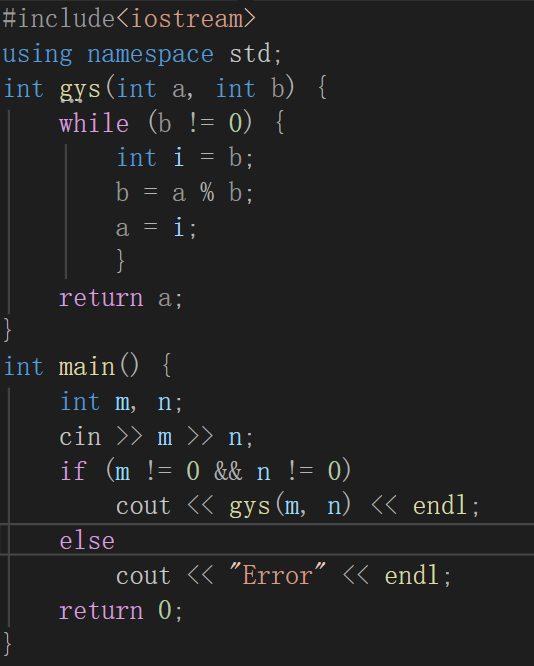 #include<iostream>
using namespace std;
int gys(int a, int b) {
    while (b != 0) {
        int i = b;
        b = a % b;
        a = i;
        }
    return a;
}
int main() {
    int m, n;
    cin >> m >> n;
    if (m != 0 && n != 0)
        cout << gys(m, n) << endl;
    else
        cout << "Error" << endl;
    return 0;
}